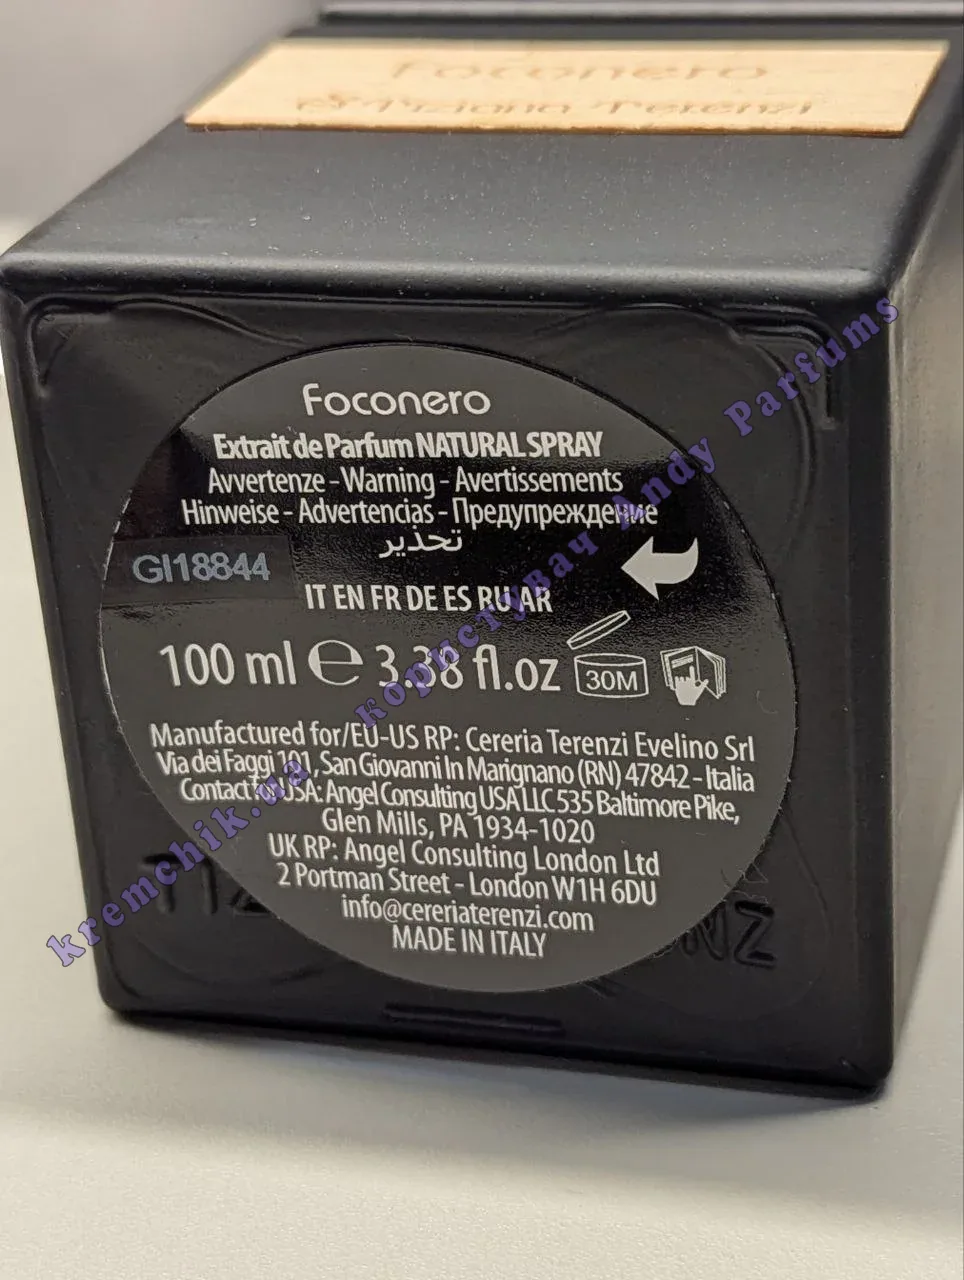 Foconero
Tiziana Terenzi
Foconero
Extrait de Parfum NATURAL SPRAY
Avvertenze - Warning - Avertissements
Hinweise - Advertencias - Предупреждение
تحذير
GI18844
IT EN FR DE ES RU AR
100 ml ℮ 3.38 fl.oz
30M
Manufactured for/EU-US RP: Cereria Terenzi Evelino Srl
Via dei Faggi 101, San Giovanni In Marignano (RN) 47842 - Italia
Contact in USA: Angel Consulting USA LLC 535 Baltimore Pike,
Glen Mills, PA 1934-1020
UK RP: Angel Consulting London Ltd
2 Portman Street - London W1H 6DU
info@cereriaterenzi.com
MADE IN ITALY
kremchik.ua користувач Andy Parfums